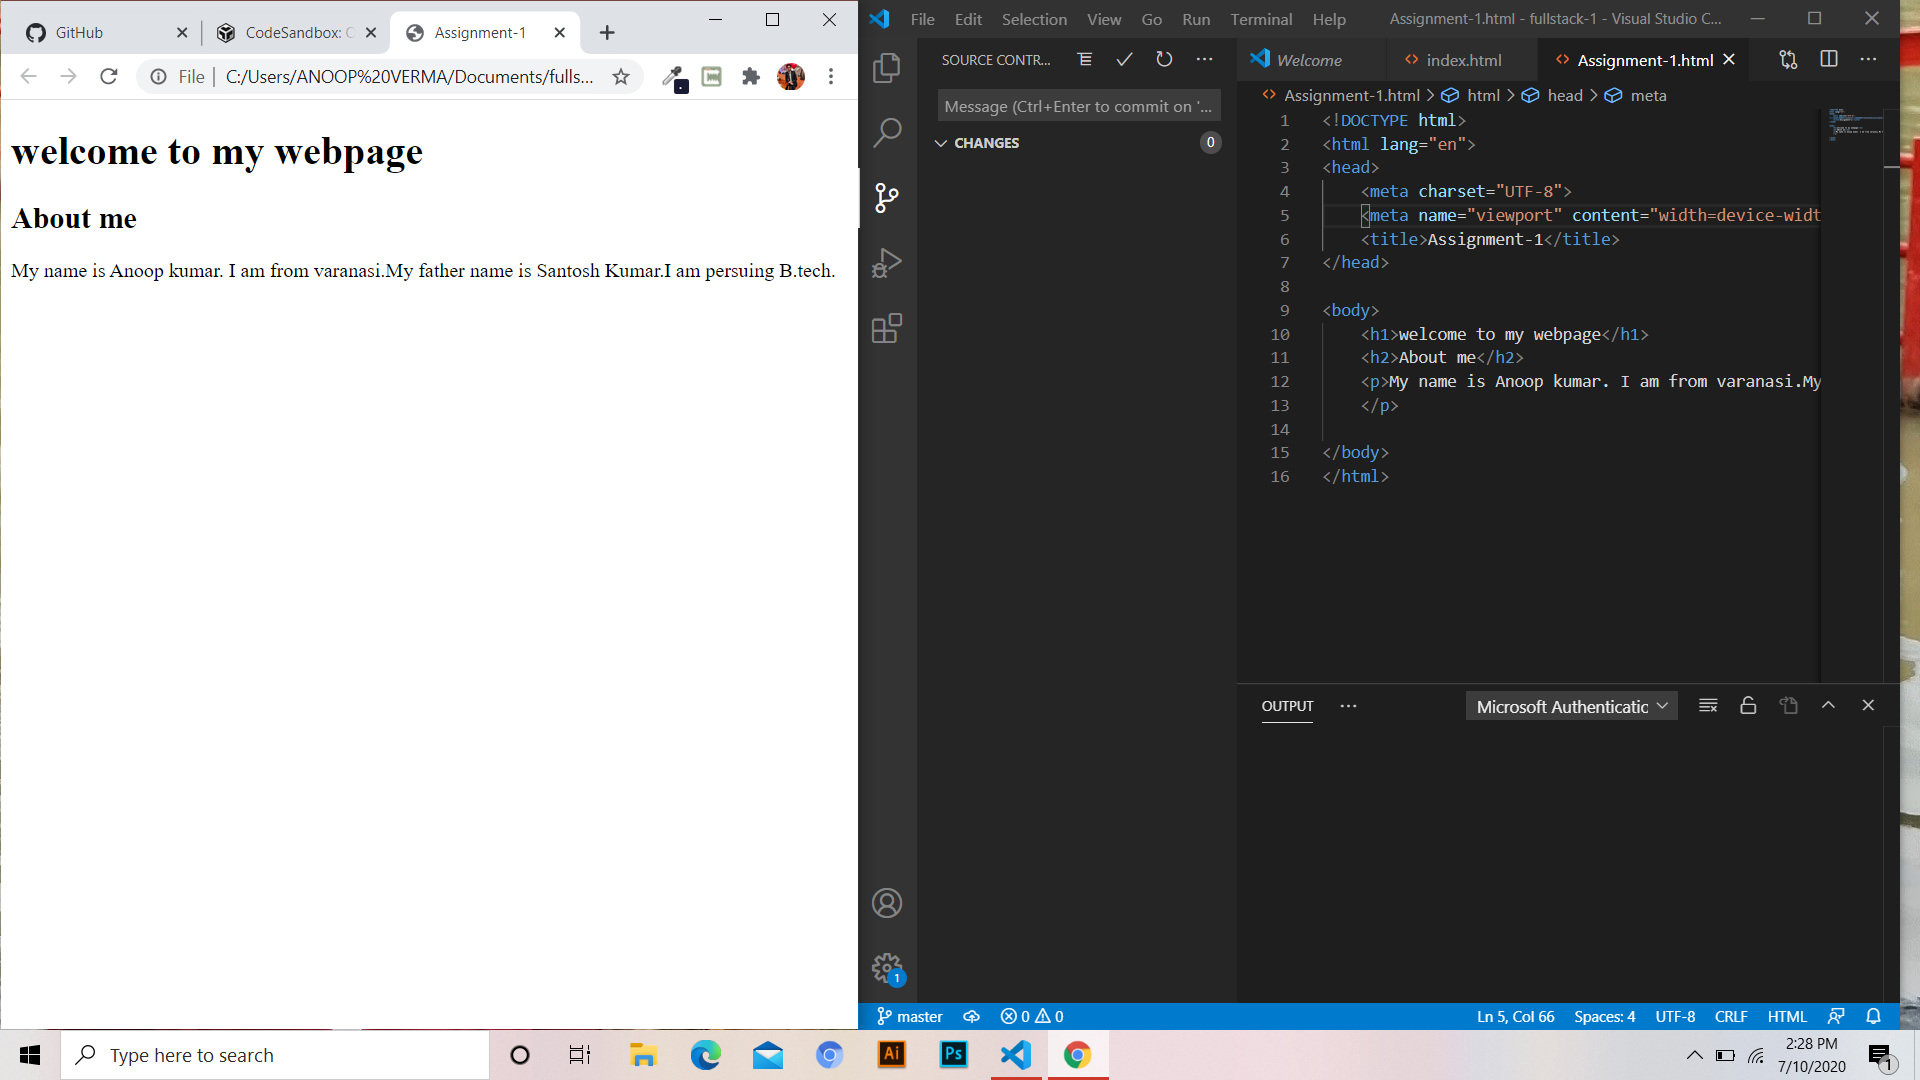 GitHub
CodeSandbox: C
Assignment-1
File
C:/Users/ANOOP%20VERMA/Documents/fulls...
welcome to my webpage
About me
My name is Anoop kumar. I am from varanasi.My father name is Santosh Kumar.I am persuing B.tech.
File Edit Selection View Go Run Terminal Help
Assignment-1.html - fullstack-1 - Visual Studio C...
SOURCE CONTR...
Message (Ctrl+Enter to commit on '...
CHANGES
0
Welcome
index.html
Assignment-1.html
Assignment-1.html > html > head > meta
1 <!DOCTYPE html>
2 <html lang="en">
3 <head>
4 <meta charset="UTF-8">
5 <meta name="viewport" content="width=device-widt
6 <title>Assignment-1</title>
7 </head>
8
9 <body>
10 <h1>welcome to my webpage</h1>
11 <h2>About me</h2>
12 <p>My name is Anoop kumar. I am from varanasi.My
13 </p>
14
15 </body>
16 </html>
OUTPUT
Microsoft Authenticatic
1
master
0 0
Ln 5, Col 66
Spaces: 4
UTF-8
CRLF
HTML
Type here to search
Ai
Ps
2:28 PM
7/10/2020
1